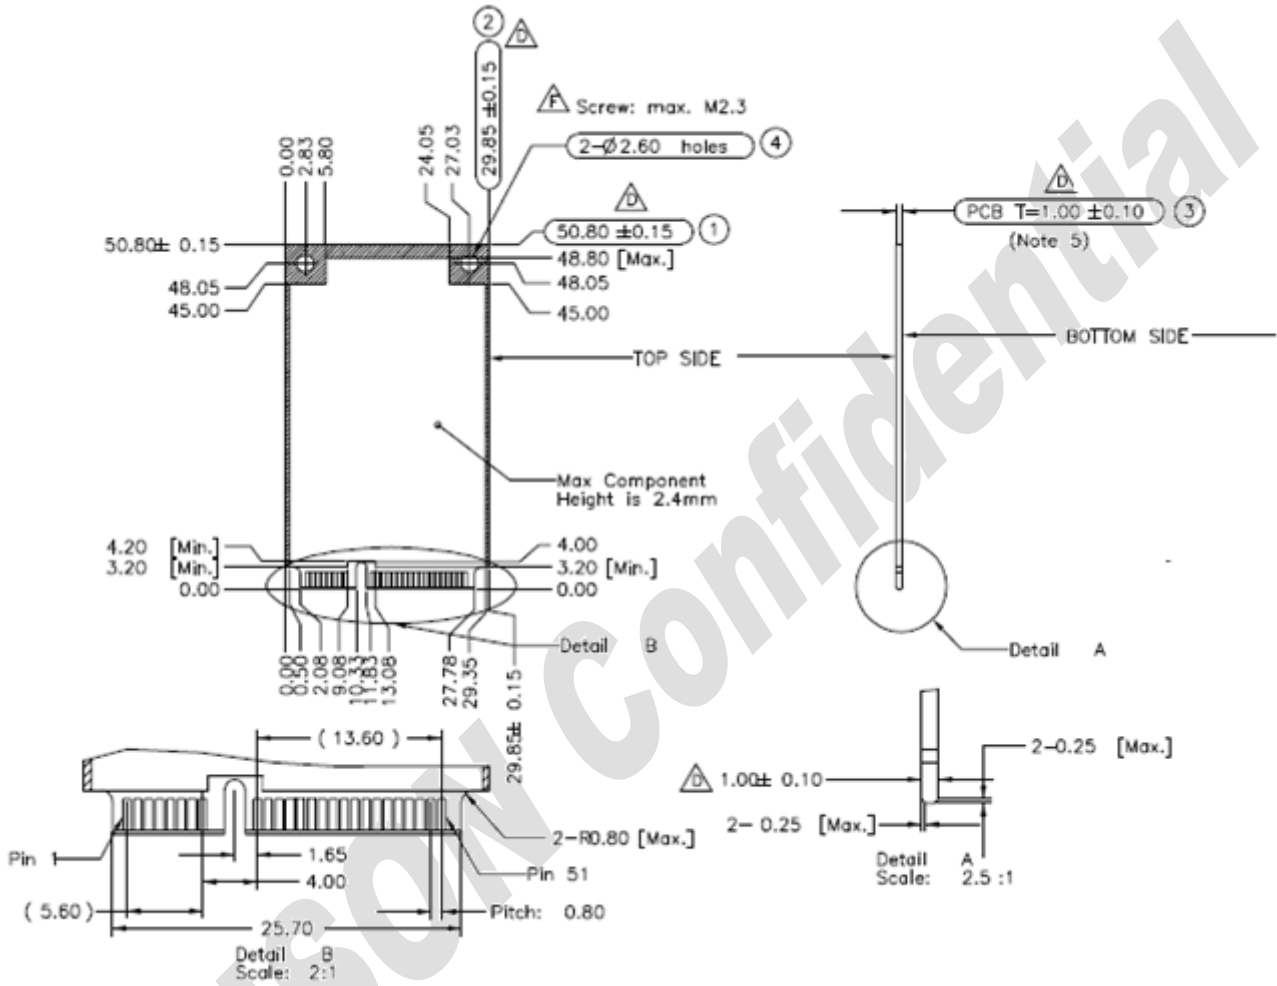 2
D
29.85 ±0.15
F Screw: max. M2.3
2-Ø2.60 holes 4
0.00
2.83
5.80
24.05
27.03
D
50.80 ±0.15 1
50.80± 0.15
48.80 [Max.]
48.05
48.05
45.00
45.00
D
PCB T=1.00 ±0.10 3
(Note 5)
BOTTOM SIDE
TOP SIDE
Max Component
Height is 2.4mm
4.20 [Min.]
3.20 [Min.]
0.00
4.00
3.20 [Min.]
0.00
Detail B
Detail A
0.00
0.50
2.08
9.08
10.33
11.83
13.08
27.78
29.35
29.85± 0.15
( 13.60 )
2-R0.80 [Max.]
Pin 1
Pin 51
1.65
4.00
( 5.60 )
Pitch: 0.80
25.70
Detail B
Scale: 2:1
2-0.25 [Max.]
D 1.00± 0.10
2- 0.25 [Max.]
Detail A
Scale: 2.5 :1
SON Confidential